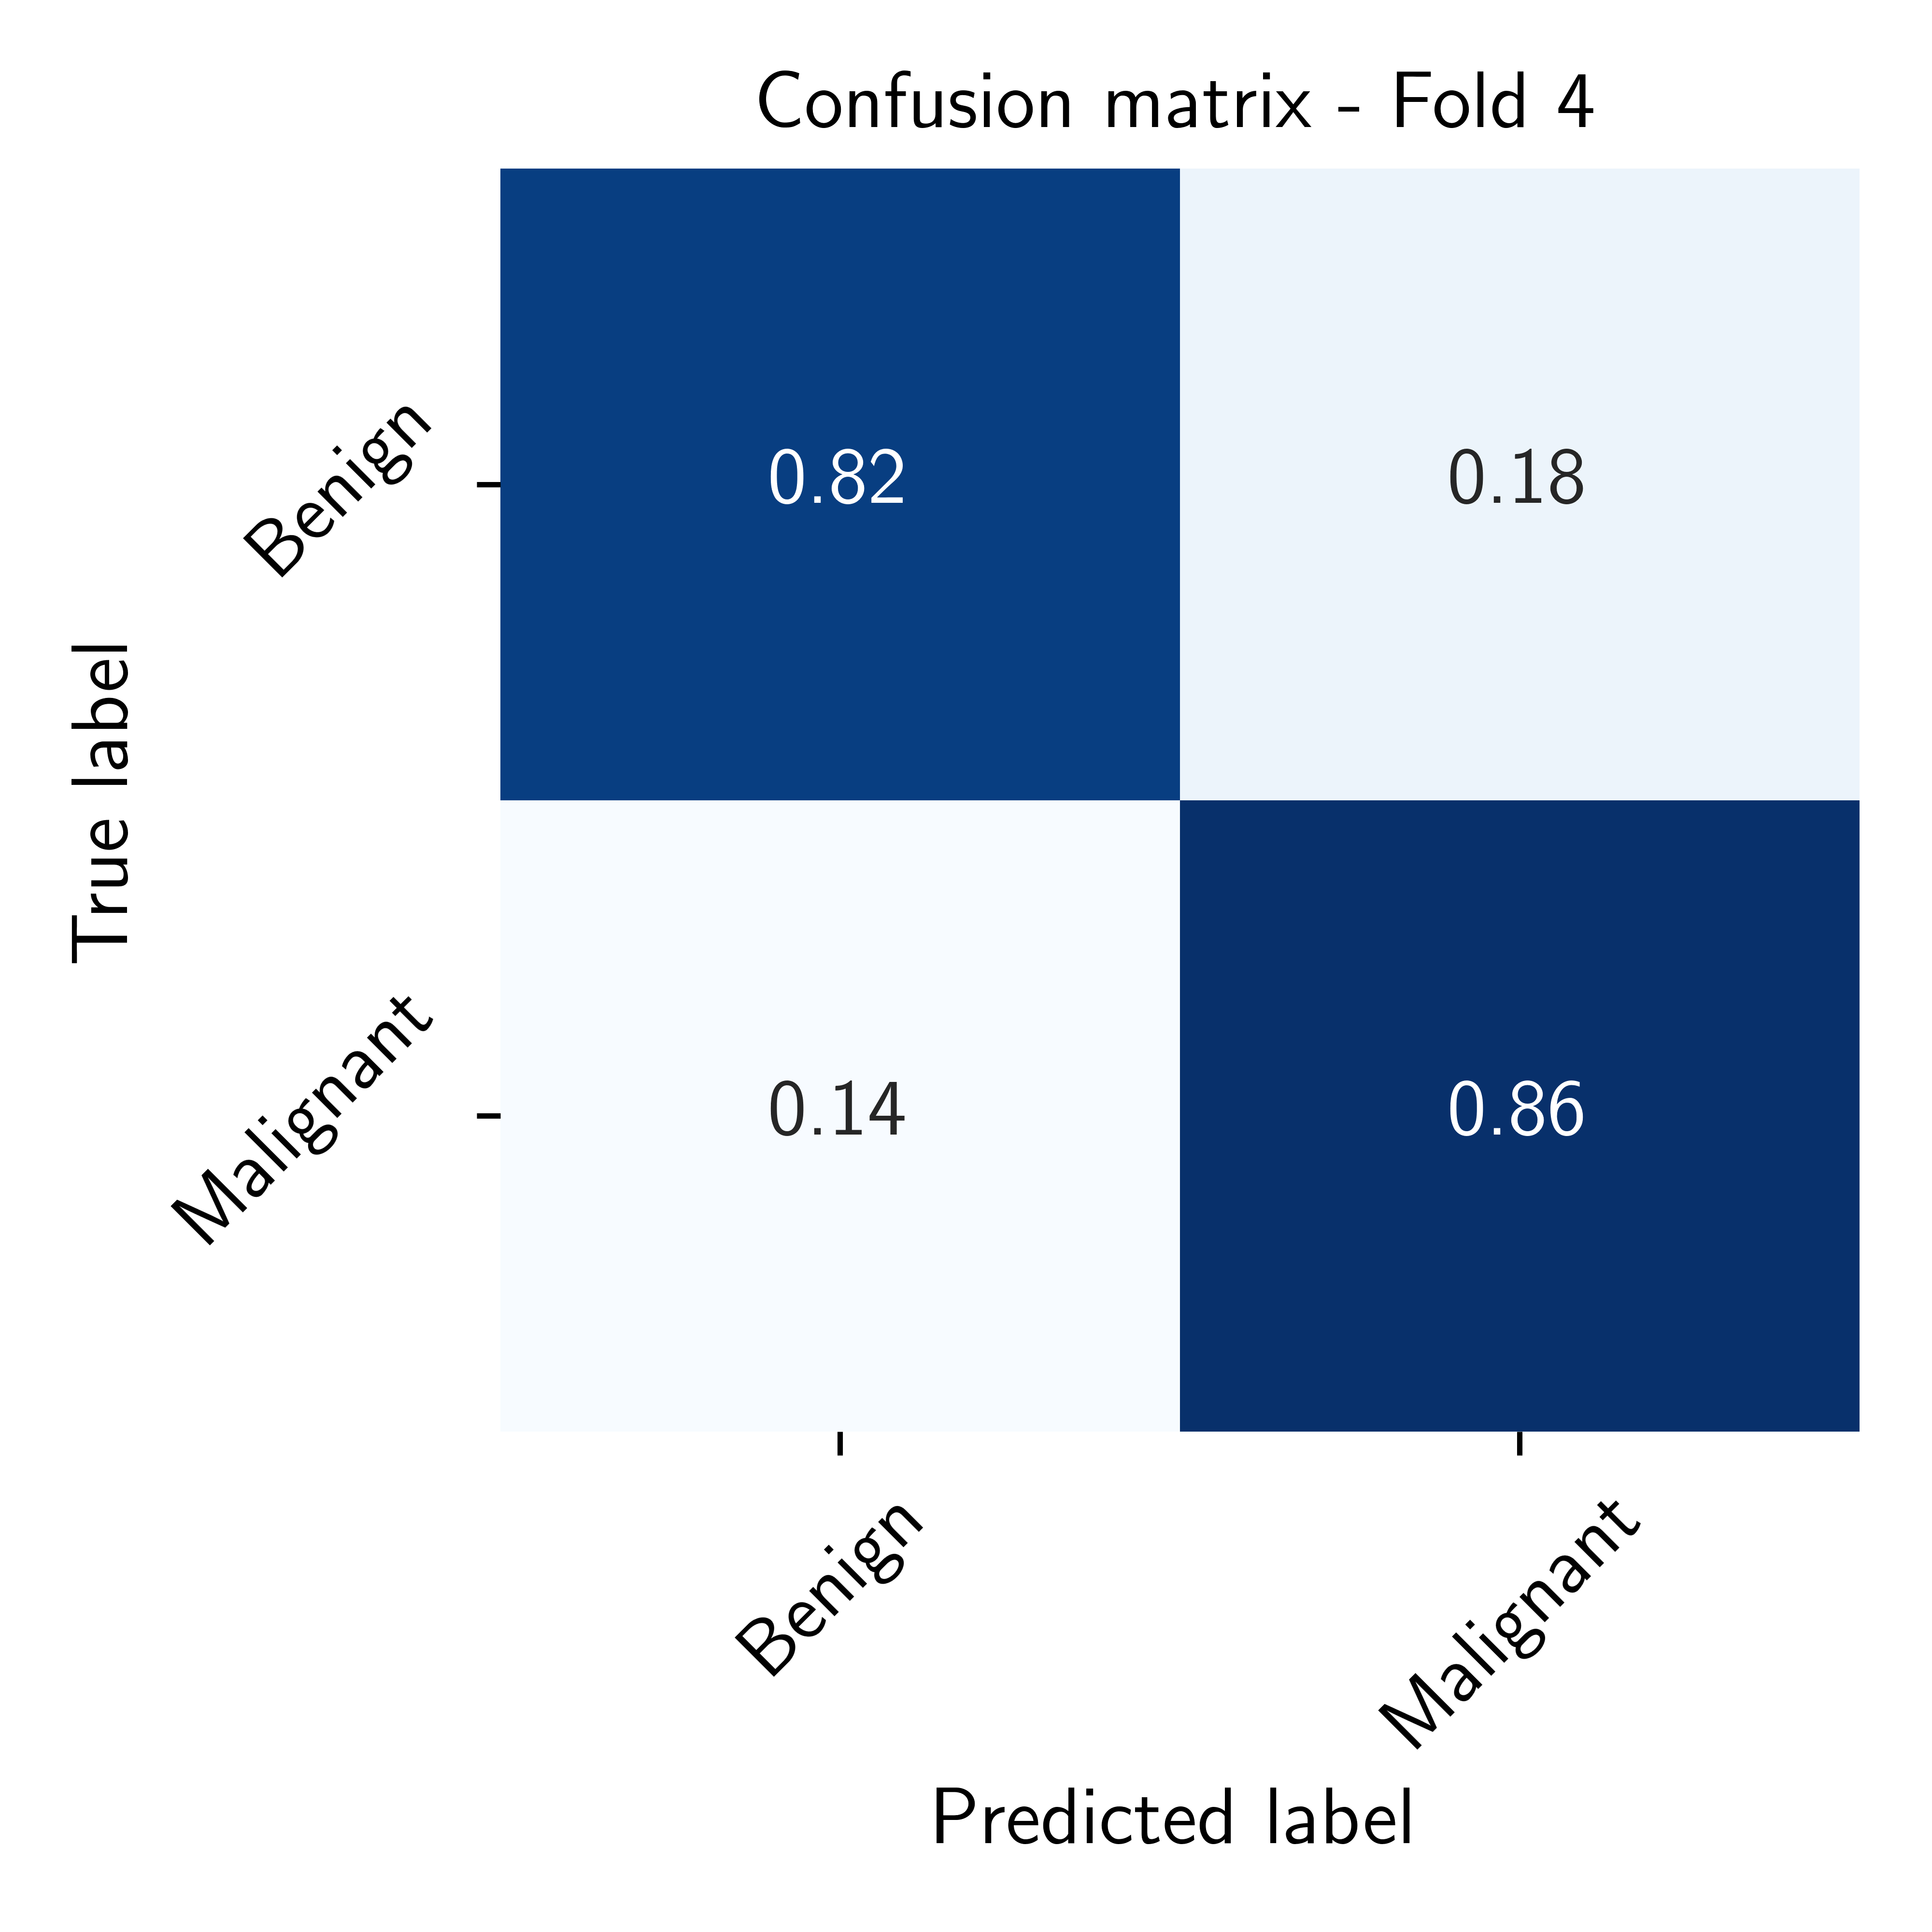 Confusion matrix - Fold 4
Benign
0.82
0.18
True label
Malignant
0.14
0.86
Benign
Malignant
Predicted label